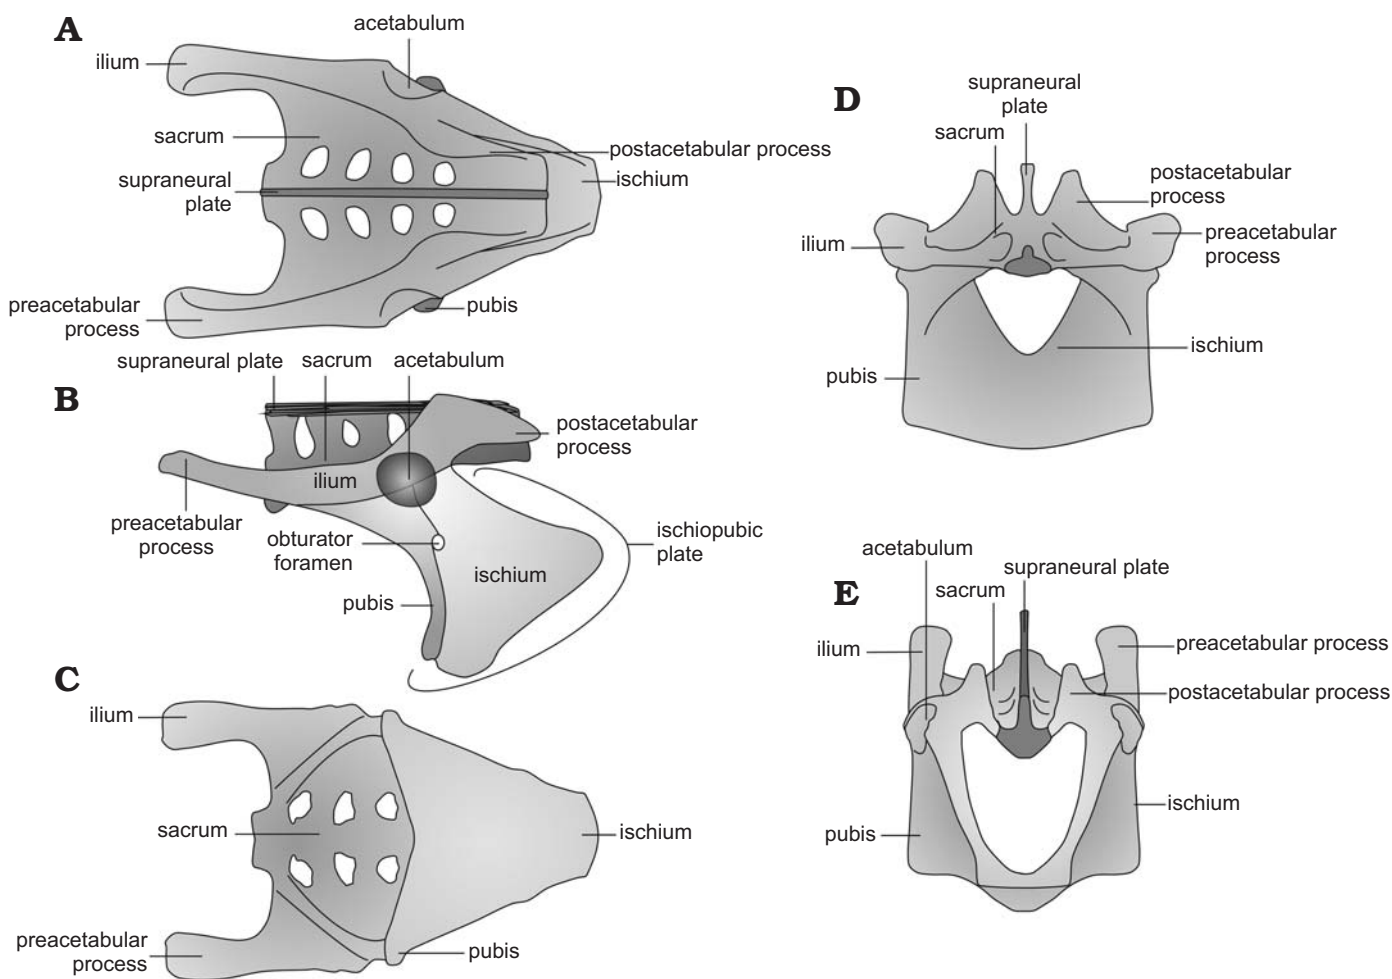 A
acetabulum
ilium
sacrum
postacetabular process
supraneural
plate
ischium
preacetabular
process
pubis
B
supraneural plate
sacrum
acetabulum
postacetabular
process
ilium
preacetabular
process
obturator
foramen
ischiopubic
plate
ischium
pubis
C
ilium
sacrum
ischium
preacetabular
process
pubis
D
supraneural
plate
sacrum
postacetabular
process
ilium
preacetabular
process
ischium
pubis
E
acetabulum
supraneural plate
sacrum
ilium
preacetabular process
postacetabular process
ischium
pubis